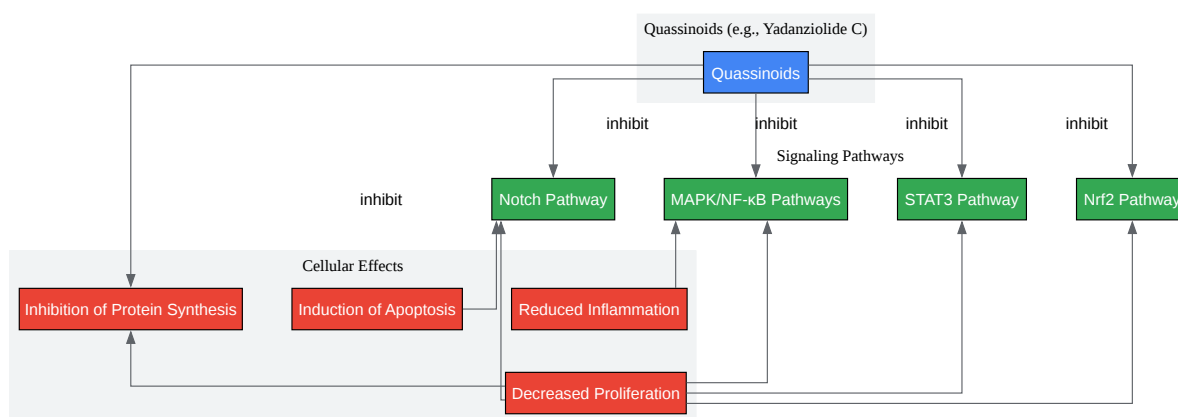 Quassinoids (e.g., Yadanziolide C)
Quassinoids
inhibit
inhibit
inhibit
inhibit
Signaling Pathways
inhibit
Notch Pathway
MAPK/NF-κB Pathways
STAT3 Pathway
Nrf2 Pathway
Cellular Effects
Inhibition of Protein Synthesis
Induction of Apoptosis
Reduced Inflammation
Decreased Proliferation